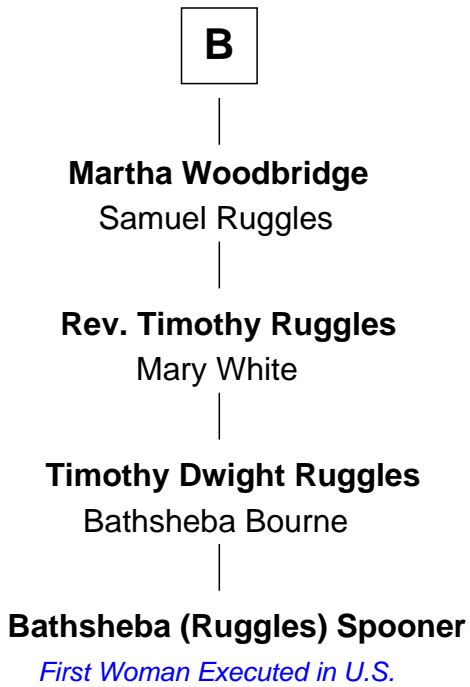 B
Martha Woodbridge
Samuel Ruggles
Rev. Timothy Ruggles
Mary White
Timothy Dwight Ruggles
Bathsheba Bourne
Bathsheba (Ruggles) Spooner
First Woman Executed in U.S.